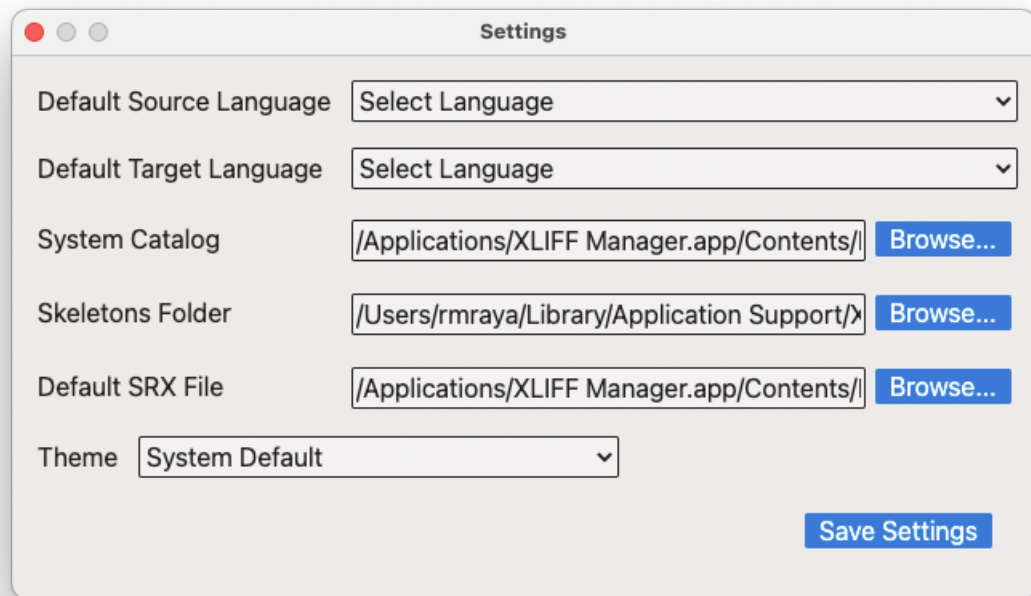 Settings
Default Source Language Select Language
Default Target Language Select Language
System Catalog /Applications/XLIFF Manager.app/Contents/ Browse...
Skeletons Folder /Users/rmraya/Library/Application Support/X Browse...
Default SRX File /Applications/XLIFF Manager.app/Contents/ Browse...
Theme System Default
Save Settings